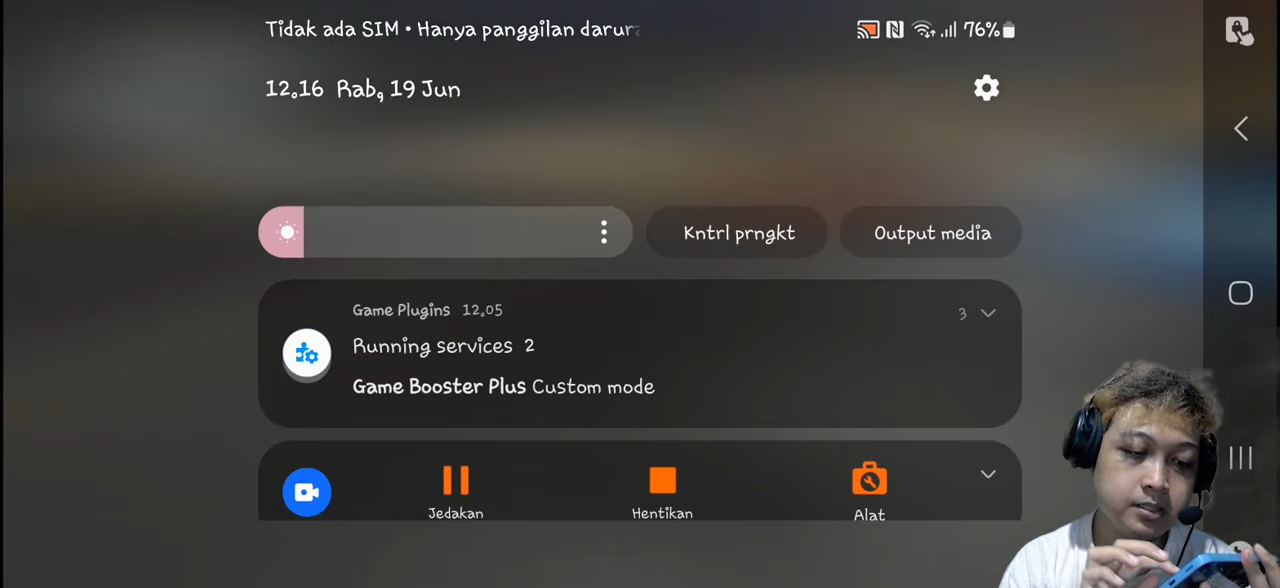 Tidak ada SIM • Hanya panggilan darura
76%
12.16 Rab, 19 Jun
Kntrl prngkt
Output media
Game Plugins 12.05
3
Running services 2
Game Booster Plus Custom mode
Jedakan
Hentikan
Alat